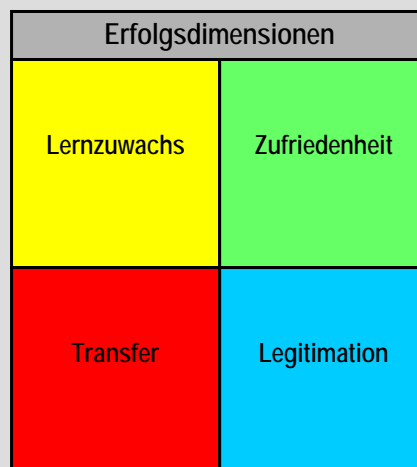 Erfolgsdimensionen
Lernzuwachs
Zufriedenheit
Transfer
Legitimation